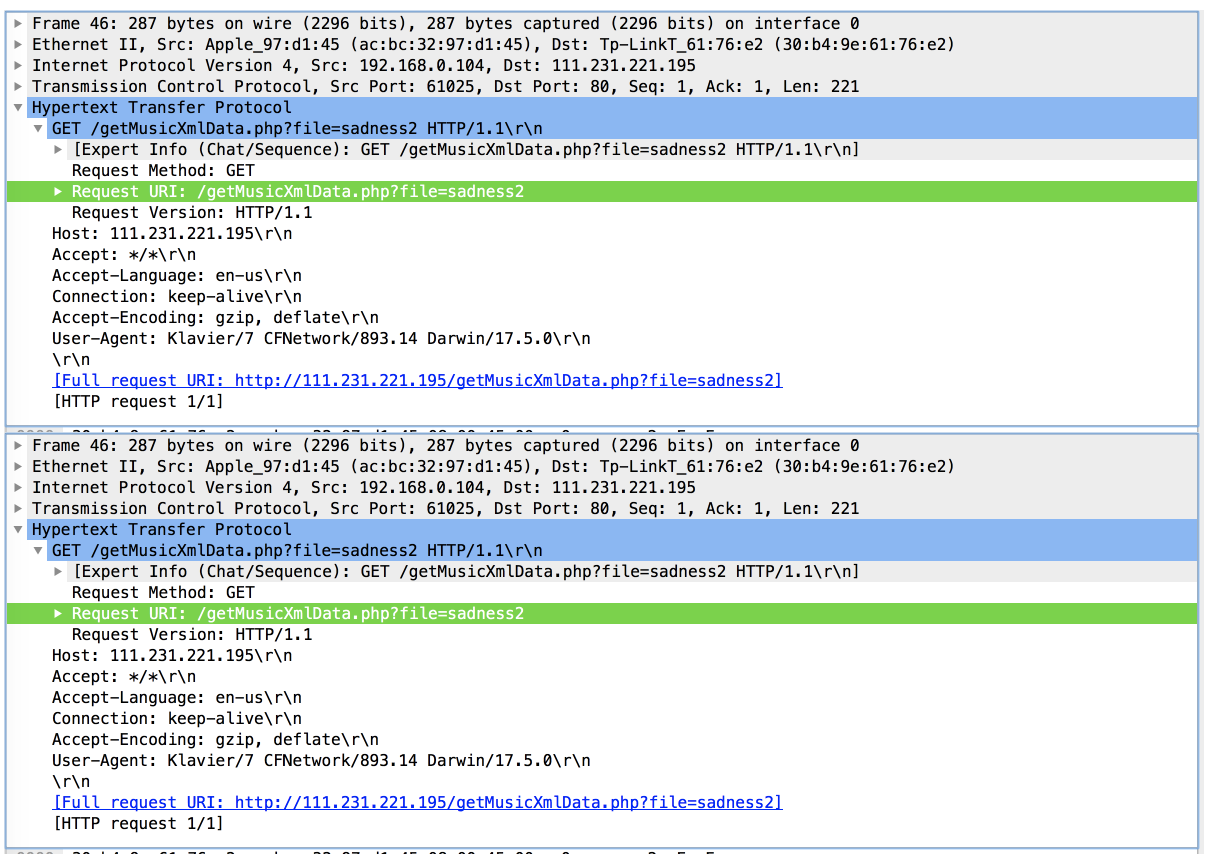 Frame 46: 287 bytes on wire (2296 bits), 287 bytes captured (2296 bits) on interface 0
Ethernet II, Src: Apple_97:d1:45 (ac:bc:32:97:d1:45), Dst: Tp-LinkT_61:76:e2 (30:b4:9e:61:76:e2)
Internet Protocol Version 4, Src: 192.168.0.104, Dst: 111.231.221.195
Transmission Control Protocol, Src Port: 61025, Dst Port: 80, Seq: 1, Ack: 1, Len: 221
Hypertext Transfer Protocol
GET /getMusicXmlData.php?file=sadness2 HTTP/1.1\r\n
[Expert Info (Chat/Sequence): GET /getMusicXmlData.php?file=sadness2 HTTP/1.1\r\n]
Request Method: GET
Request URI: /getMusicXmlData.php?file=sadness2
Request Version: HTTP/1.1
Host: 111.231.221.195\r\n
Accept: */*\r\n
Accept-Language: en-us\r\n
Connection: keep-alive\r\n
Accept-Encoding: gzip, deflate\r\n
User-Agent: Klavier/7 CFNetwork/893.14 Darwin/17.5.0\r\n
\r\n
[Full request URI: http://111.231.221.195/getMusicXmlData.php?file=sadness2]
[HTTP request 1/1]
Frame 46: 287 bytes on wire (2296 bits), 287 bytes captured (2296 bits) on interface 0
Ethernet II, Src: Apple_97:d1:45 (ac:bc:32:97:d1:45), Dst: Tp-LinkT_61:76:e2 (30:b4:9e:61:76:e2)
Internet Protocol Version 4, Src: 192.168.0.104, Dst: 111.231.221.195
Transmission Control Protocol, Src Port: 61025, Dst Port: 80, Seq: 1, Ack: 1, Len: 221
Hypertext Transfer Protocol
GET /getMusicXmlData.php?file=sadness2 HTTP/1.1\r\n
[Expert Info (Chat/Sequence): GET /getMusicXmlData.php?file=sadness2 HTTP/1.1\r\n]
Request Method: GET
Request URI: /getMusicXmlData.php?file=sadness2
Request Version: HTTP/1.1
Host: 111.231.221.195\r\n
Accept: */*\r\n
Accept-Language: en-us\r\n
Connection: keep-alive\r\n
Accept-Encoding: gzip, deflate\r\n
User-Agent: Klavier/7 CFNetwork/893.14 Darwin/17.5.0\r\n
\r\n
[Full request URI: http://111.231.221.195/getMusicXmlData.php?file=sadness2]
[HTTP request 1/1]